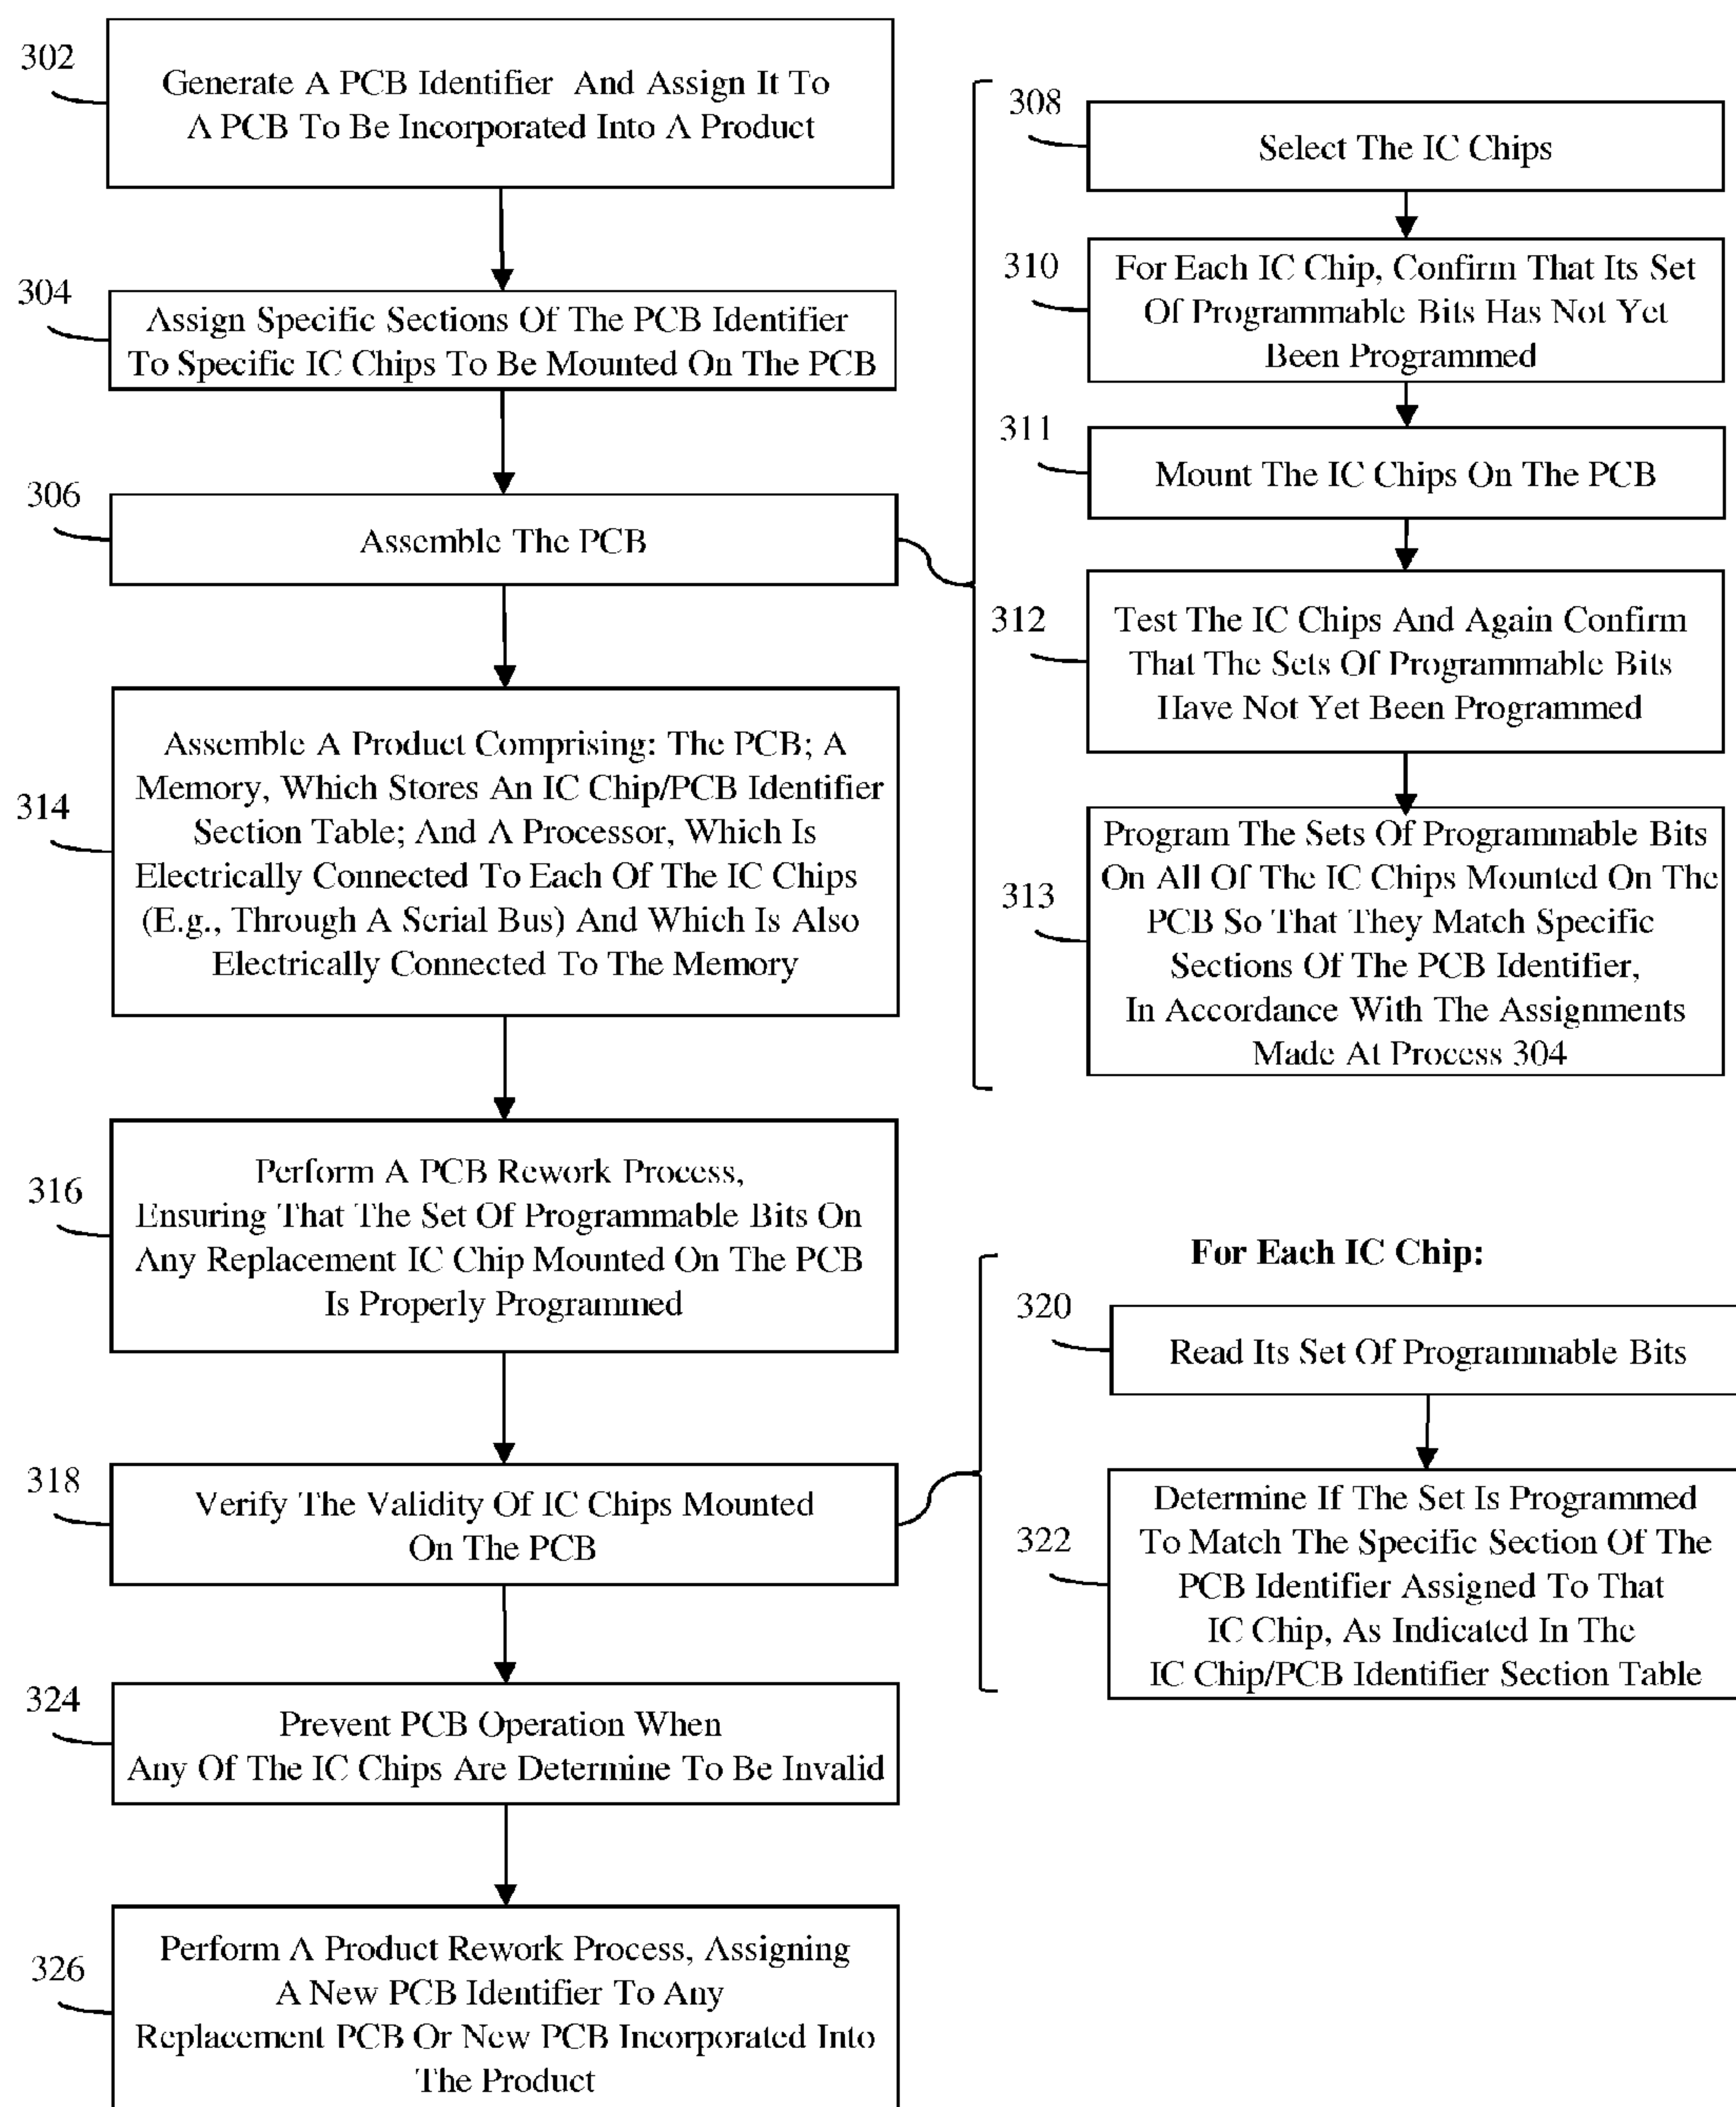 302
Generate A PCB Identifier And Assign It To
A PCB To Be Incorporated Into A Product
304
Assign Specific Sections Of The PCB Identifier
To Specific IC Chips To Be Mounted On The PCB
306
Assemble The PCB
308
Select The IC Chips
310
For Each IC Chip, Confirm That Its Set
Of Programmable Bits Has Not Yet
Been Programmed
311
Mount The IC Chips On The PCB
312
Test The IC Chips And Again Confirm
That The Sets Of Programmable Bits
Have Not Yet Been Programmed
313
Program The Sets Of Programmable Bits
On All Of The IC Chips Mounted On The
PCB So That They Match Specific
Sections Of The PCB Identifier,
In Accordance With The Assignments
Made At Process 304
314
Assemble A Product Comprising: The PCB; A
Memory, Which Stores An IC Chip/PCB Identifier
Section Table; And A Processor, Which Is
Electrically Connected To Each Of The IC Chips
(E.g., Through A Serial Bus) And Which Is Also
Electrically Connected To The Memory
316
Perform A PCB Rework Process,
Ensuring That The Set Of Programmable Bits On
Any Replacement IC Chip Mounted On The PCB
Is Properly Programmed
318
Verify The Validity Of IC Chips Mounted
On The PCB
For Each IC Chip:
320
Read Its Set Of Programmable Bits
322
Determine If The Set Is Programmed
To Match The Specific Section Of The
PCB Identifier Assigned To That
IC Chip, As Indicated In The
IC Chip/PCB Identifier Section Table
324
Prevent PCB Operation When
Any Of The IC Chips Are Determine To Be Invalid
326
Perform A Product Rework Process, Assigning
A New PCB Identifier To Any
Replacement PCB Or New PCB Incorporated Into
The Product